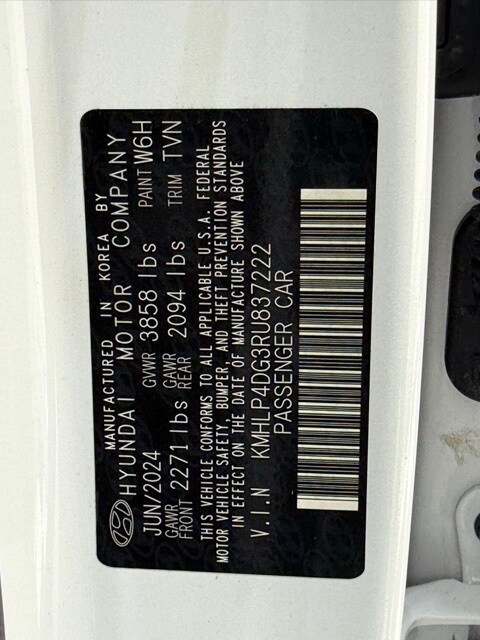 MANUFACTURED IN KOREA BY
HYUNDAI MOTOR COMPANY
JUN/2024 GVWR 3858 lbs PAINT W6H
GAWR FRONT 2271 lbs GAWR REAR 2094 lbs TRIM TVN
THIS VEHICLE CONFORMS TO ALL APPLICABLE U.S.A. FEDERAL
MOTOR VEHICLE SAFETY, BUMPER, AND THEFT PREVENTION STANDARDS
IN EFFECT ON THE DATE OF MANUFACTURE SHOWN ABOVE
V.I.N KMHLP4DG3RU837222
PASSENGER CAR